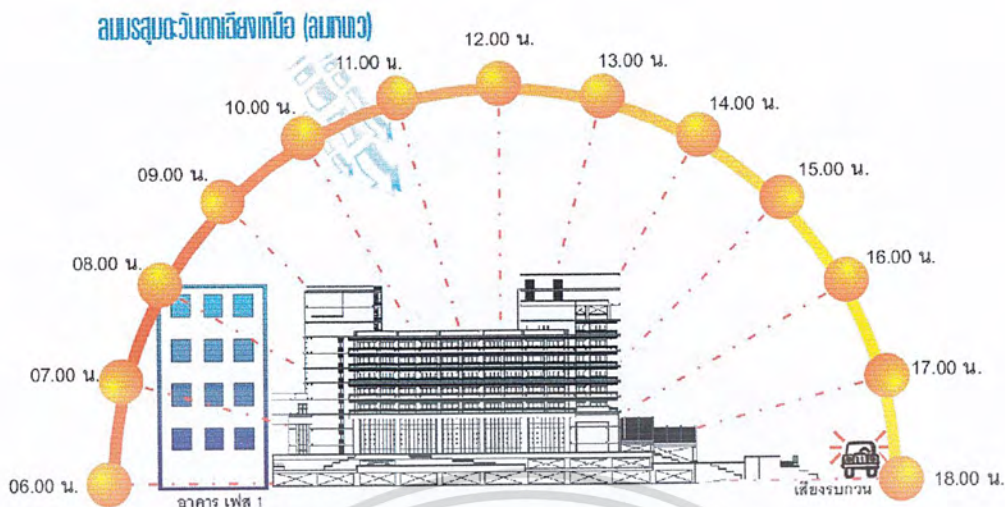 ลมมรสุมตะวันตกเฉียงเหนือ (ลมหนาว)
12.00 น.
11.00 น.
13.00 น.
10.00 น.
14.00 น.
09.00 น.
15.00 น.
08.00 น.
16.00 น.
07.00 น.
17.00 น.
06.00 น.
18.00 น.
อาคาร เฟส 1
เสียงรบกวน